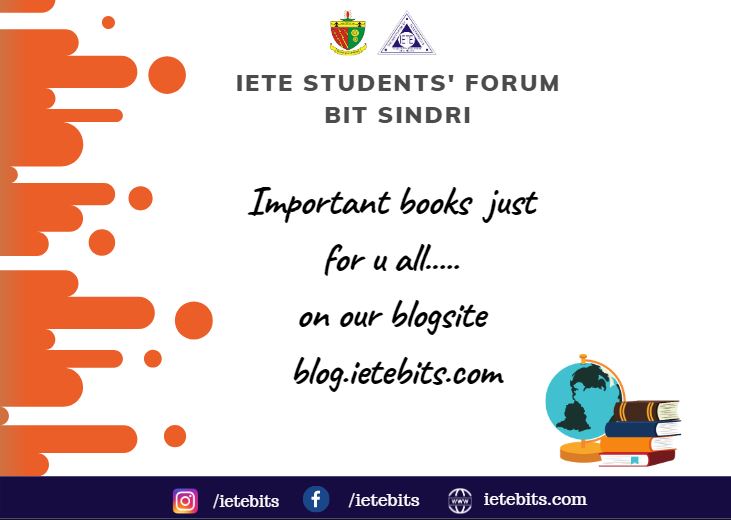 IETE STUDENTS' FORUM
BIT SINDRI
Important books just
for u all.....
on our blogsite
blog.ietebits.com
/ietebits /ietebits ietebits.com